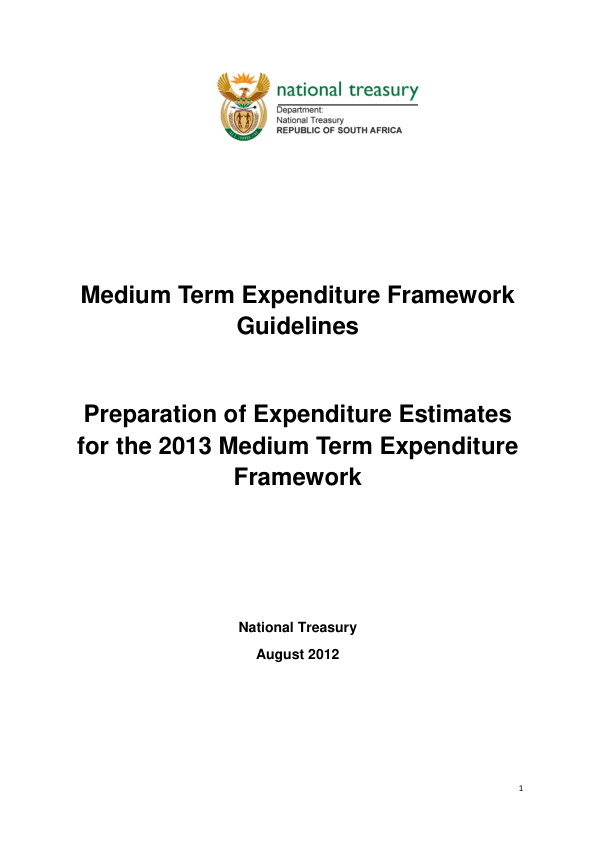 national treasury
Department:
National Treasury
REPUBLIC OF SOUTH AFRICA
Medium Term Expenditure Framework
Guidelines
Preparation of Expenditure Estimates
for the 2013 Medium Term Expenditure
Framework
National Treasury
August 2012
1